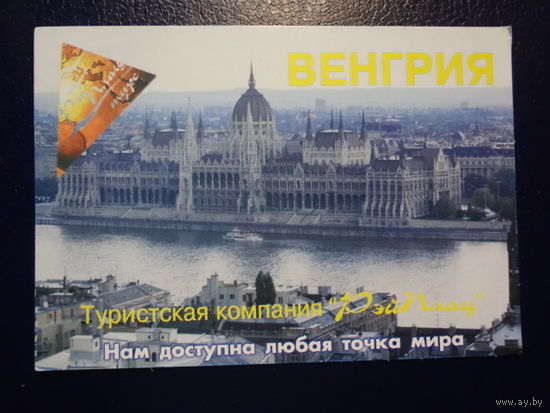 ВЕНГРИЯ
Туристская компания "РэйПлац"
Нам доступна любая точка мира
www.ay.by